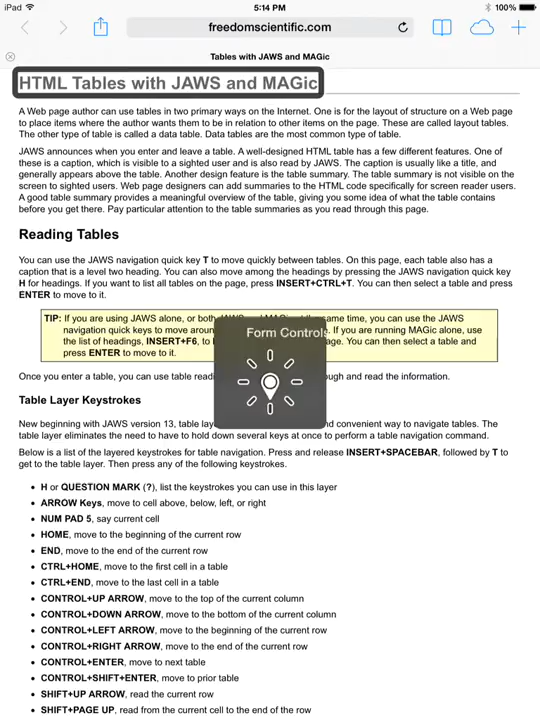 iPad 5:14 PM 100%
freedomscientific.com
Tables with JAWS and MAGic
HTML Tables with JAWS and MAGic
A Web page author can use tables in two primary ways on the Internet. One is for the layout of structure on a Web page
to place items where the author wants them to be in relation to other items on the page. These are called layout tables.
The other type of table is called a data table. Data tables are the most common type of table.
JAWS announces when you enter and leave a table. A well-designed HTML table has a few different features. One of
these is a caption, which is visible to a sighted user and is also read by JAWS. The caption is usually like a title, and
generally appears above the table. Another design feature is the table summary. The table summary is not visible on the
screen to sighted users. Web page designers can add summaries to the HTML code specifically for screen reader users.
A good table summary provides a meaningful overview of the table, giving you some idea of what the table contains
before you get there. Pay particular attention to the table summaries as you read through this page.
Reading Tables
You can use the JAWS navigation quick key T to move quickly between tables. On this page, each table also has a
caption that is a level two heading. You can also move among the headings by pressing the JAWS navigation quick key
H for headings. If you want to list all tables on the page, press INSERT+CTRL+T. You can then select a table and press
ENTER to move to it.
TIP: If you are using JAWS alone, or both JAWS and MAGic at the same time, you can use the JAWS
navigation quick keys to move around If you are running MAGic alone, use
the list of headings, INSERT+F6, to You can then select a table and
press ENTER to move to it.
Form Controls
Once you enter a table, you can use table and read the information.
Table Layer Keystrokes
New beginning with JAWS version 13, table and convenient way to navigate tables. The
table layer eliminates the need to have to hold down several keys at once to perform a table navigation command.
Below is a list of the layered keystrokes for table navigation. Press and release INSERT+SPACEBAR, followed by T to
get to the table layer. Then press any of the following keystrokes.
• H or QUESTION MARK (?), list the keystrokes you can use in this layer
• ARROW Keys, move to cell above, below, left, or right
• NUM PAD 5, say current cell
• HOME, move to the beginning of the current row
• END, move to the end of the current row
• CTRL+HOME, move to the first cell in a table
• CTRL+END, move to the last cell in a table
• CONTROL+UP ARROW, move to the top of the current column
• CONTROL+DOWN ARROW, move to the bottom of the current column
• CONTROL+LEFT ARROW, move to the beginning of the current row
• CONTROL+RIGHT ARROW, move to the end of the current row
• CONTROL+ENTER, move to next table
• CONTROL+SHIFT+ENTER, move to prior table
• SHIFT+UP ARROW, read the current row
• SHIFT+PAGE UP, read from the current cell to the end of the row